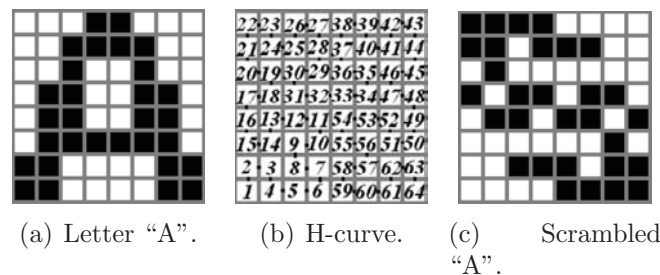 22 23 26 27 38 39 42 43
21 24 25 28 37 40 41 44
20 19 30 29 36 35 46 45
17 18 31 32 33 34 47 48
16 13 12 11 54 53 52 49
15 14 9 10 55 56 51 50
2 3 8 7 58 57 62 63
1 4 5 6 59 60 61 64
(a) Letter “A”.
(b) H-curve.
(c) Scrambled
“A”.